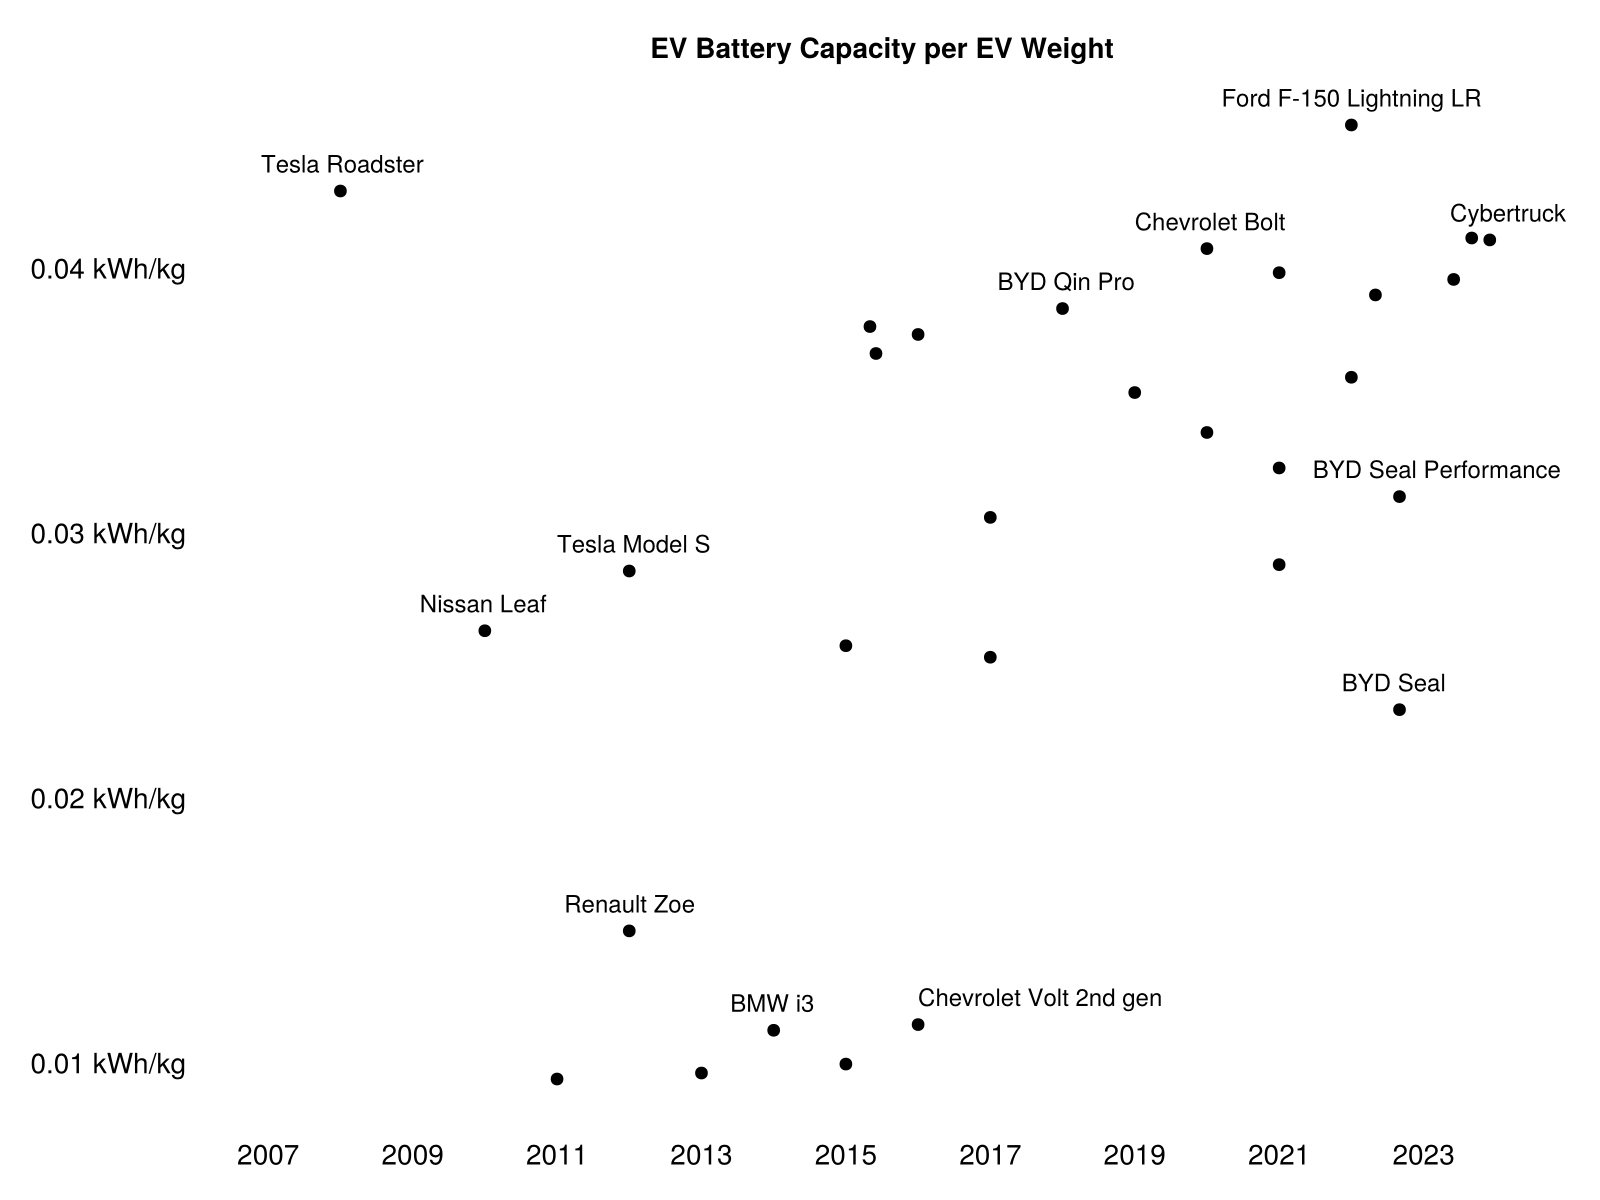 EV Battery Capacity per EV Weight
Ford F-150 Lightning LR
Tesla Roadster
Cybertruck
Chevrolet Bolt
0.04 kWh/kg
BYD Qin Pro
BYD Seal Performance
0.03 kWh/kg
Tesla Model S
Nissan Leaf
BYD Seal
0.02 kWh/kg
Renault Zoe
Chevrolet Volt 2nd gen
BMW i3
0.01 kWh/kg
2007 2009 2011 2013 2015 2017 2019 2021 2023